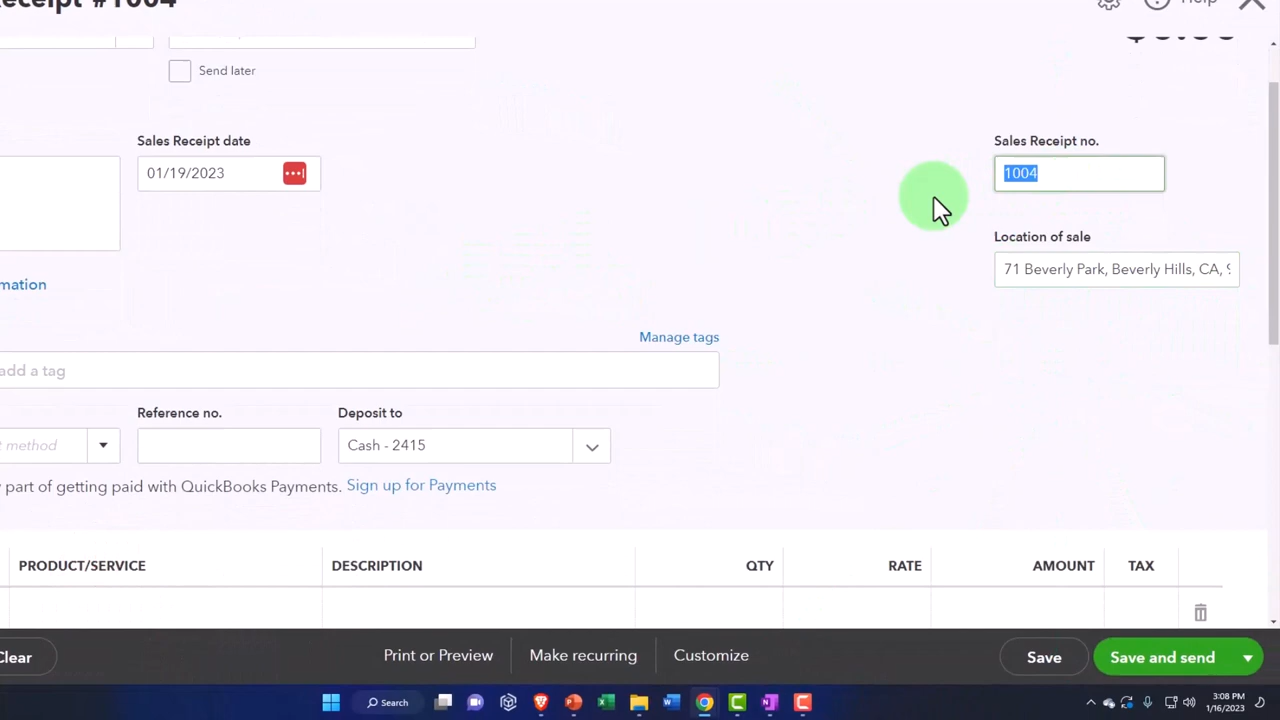 eceipt #1004
Help
Send later
Sales Receipt date
Sales Receipt no.
01/19/2023
1004
Location of sale
71 Beverly Park, Beverly Hills, CA,
mation
Manage tags
add a tag
Reference no.
Deposit to
t method
Cash - 2415
part of getting paid with QuickBooks Payments. Sign up for Payments
PRODUCT/SERVICE
DESCRIPTION
QTY
RATE
AMOUNT
TAX
Clear
Print or Preview
Make recurring
Customize
Save
Save and send
Search
3:08 PM
1/16/2023